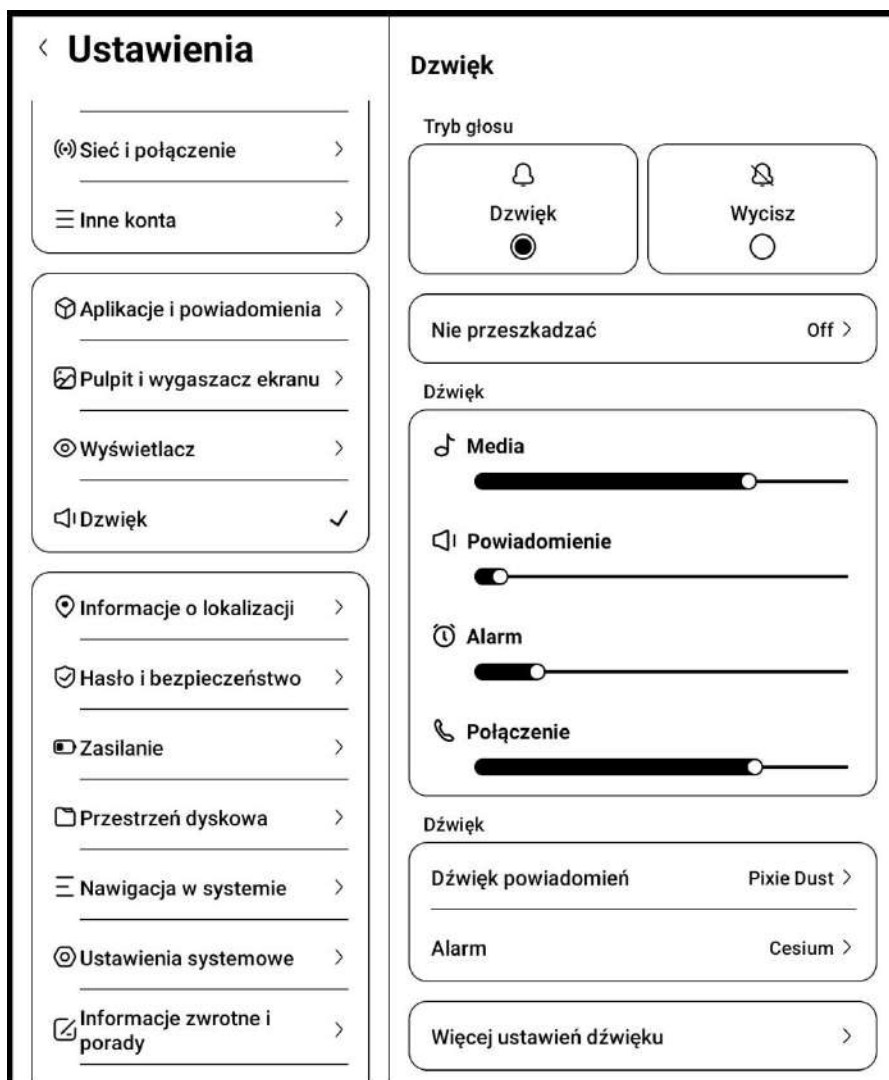 Ustawienia
Sieć i połączenie
Inne konta
Aplikacje i powiadomienia
Pulpit i wygaszacz ekranu
Wyświetlacz
Dzwięk
Informacje o lokalizacji
Hasło i bezpieczeństwo
Zasilanie
Przestrzeń dyskowa
Nawigacja w systemie
Ustawienia systemowe
Informacje zwrotne i
porady
Dzwięk
Tryb głosu
Dzwięk
Wycisz
Nie przeszkadzać Off
Dźwięk
Media
Powiadomienie
Alarm
Połączenie
Dźwięk
Dźwięk powiadomień Pixie Dust
Alarm Cesium
Więcej ustawień dźwięku